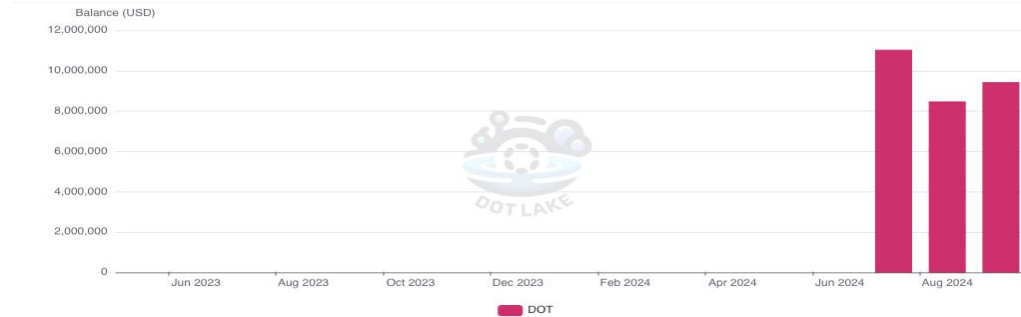 Balance (USD)
12,000,000
10,000,000
8,000,000
6,000,000
4,000,000
2,000,000
0
DOT LAKE
Jun 2023 Aug 2023 Oct 2023 Dec 2023 Feb 2024 Apr 2024 Jun 2024 Aug 2024
DOT